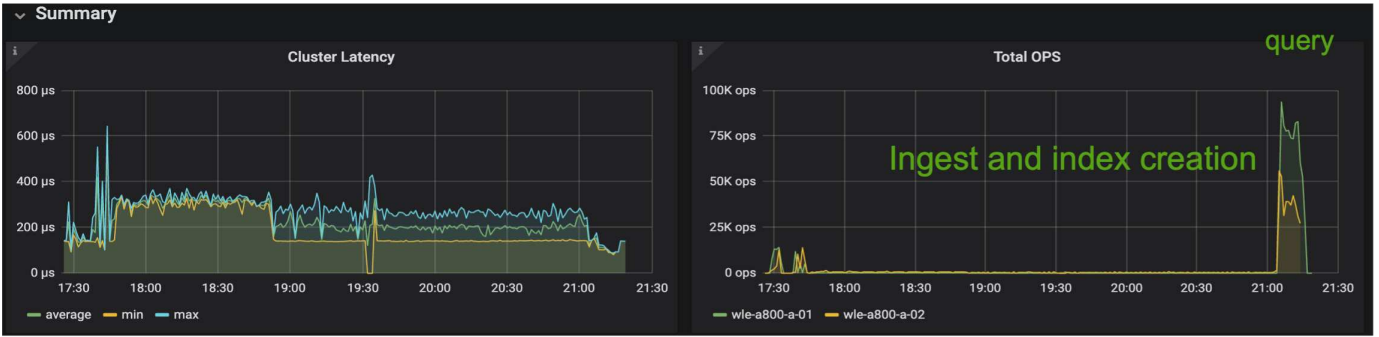 Summary
Cluster Latency
800 µs
600 µs
400 µs
200 µs
0 µs
17:30 18:00 18:30 19:00 19:30 20:00 20:30 21:00 21:30
average min max
query
Total OPS
100K ops
75K ops
Ingest and index creation
50K ops
25K ops
0 ops
17:30 18:00 18:30 19:00 19:30 20:00 20:30 21:00 21:30
wle-a800-a-01 wle-a800-a-02